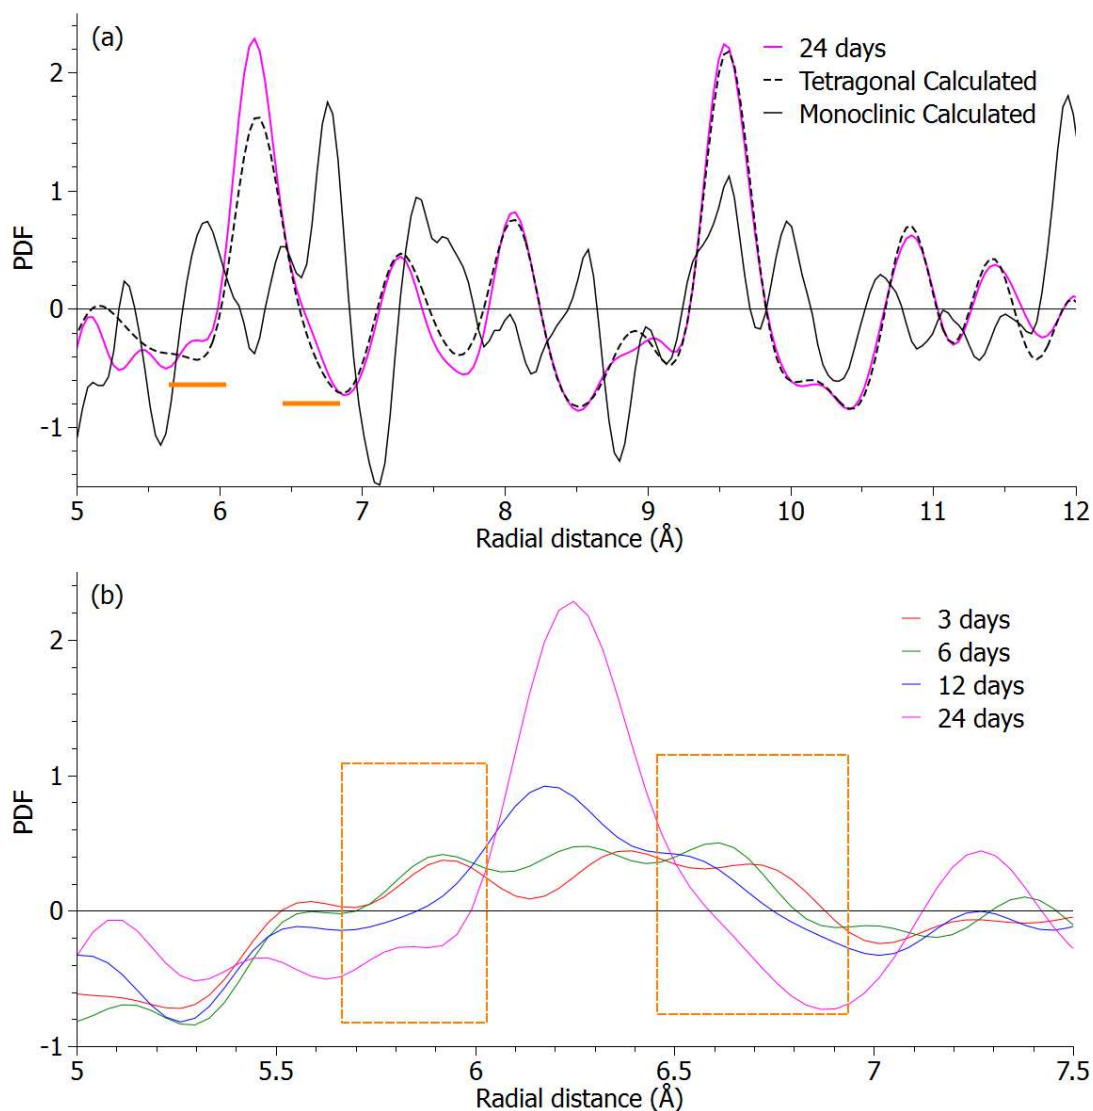 (a)
24 days
Tetragonal Calculated
Monoclinic Calculated
PDF
2
1
0
-1
5 6 7 8 9 10 11 12
Radial distance (Å)
(b)
3 days
6 days
12 days
24 days
PDF
2
1
0
-1
5 5.5 6 6.5 7 7.5
Radial distance (Å)